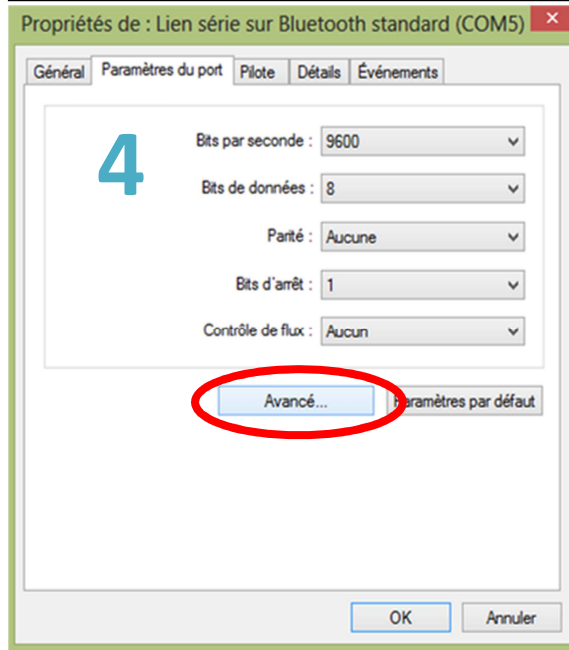 Propriétés de : Lien série sur Bluetooth standard (COM5)
Général Paramètres du port Pilote Détails Événements
4
Bits par seconde : 9600
Bits de données : 8
Parité : Aucune
Bits d'arrêt : 1
Contrôle de flux : Aucun
Avancé... Paramètres par défaut
OK Annuler